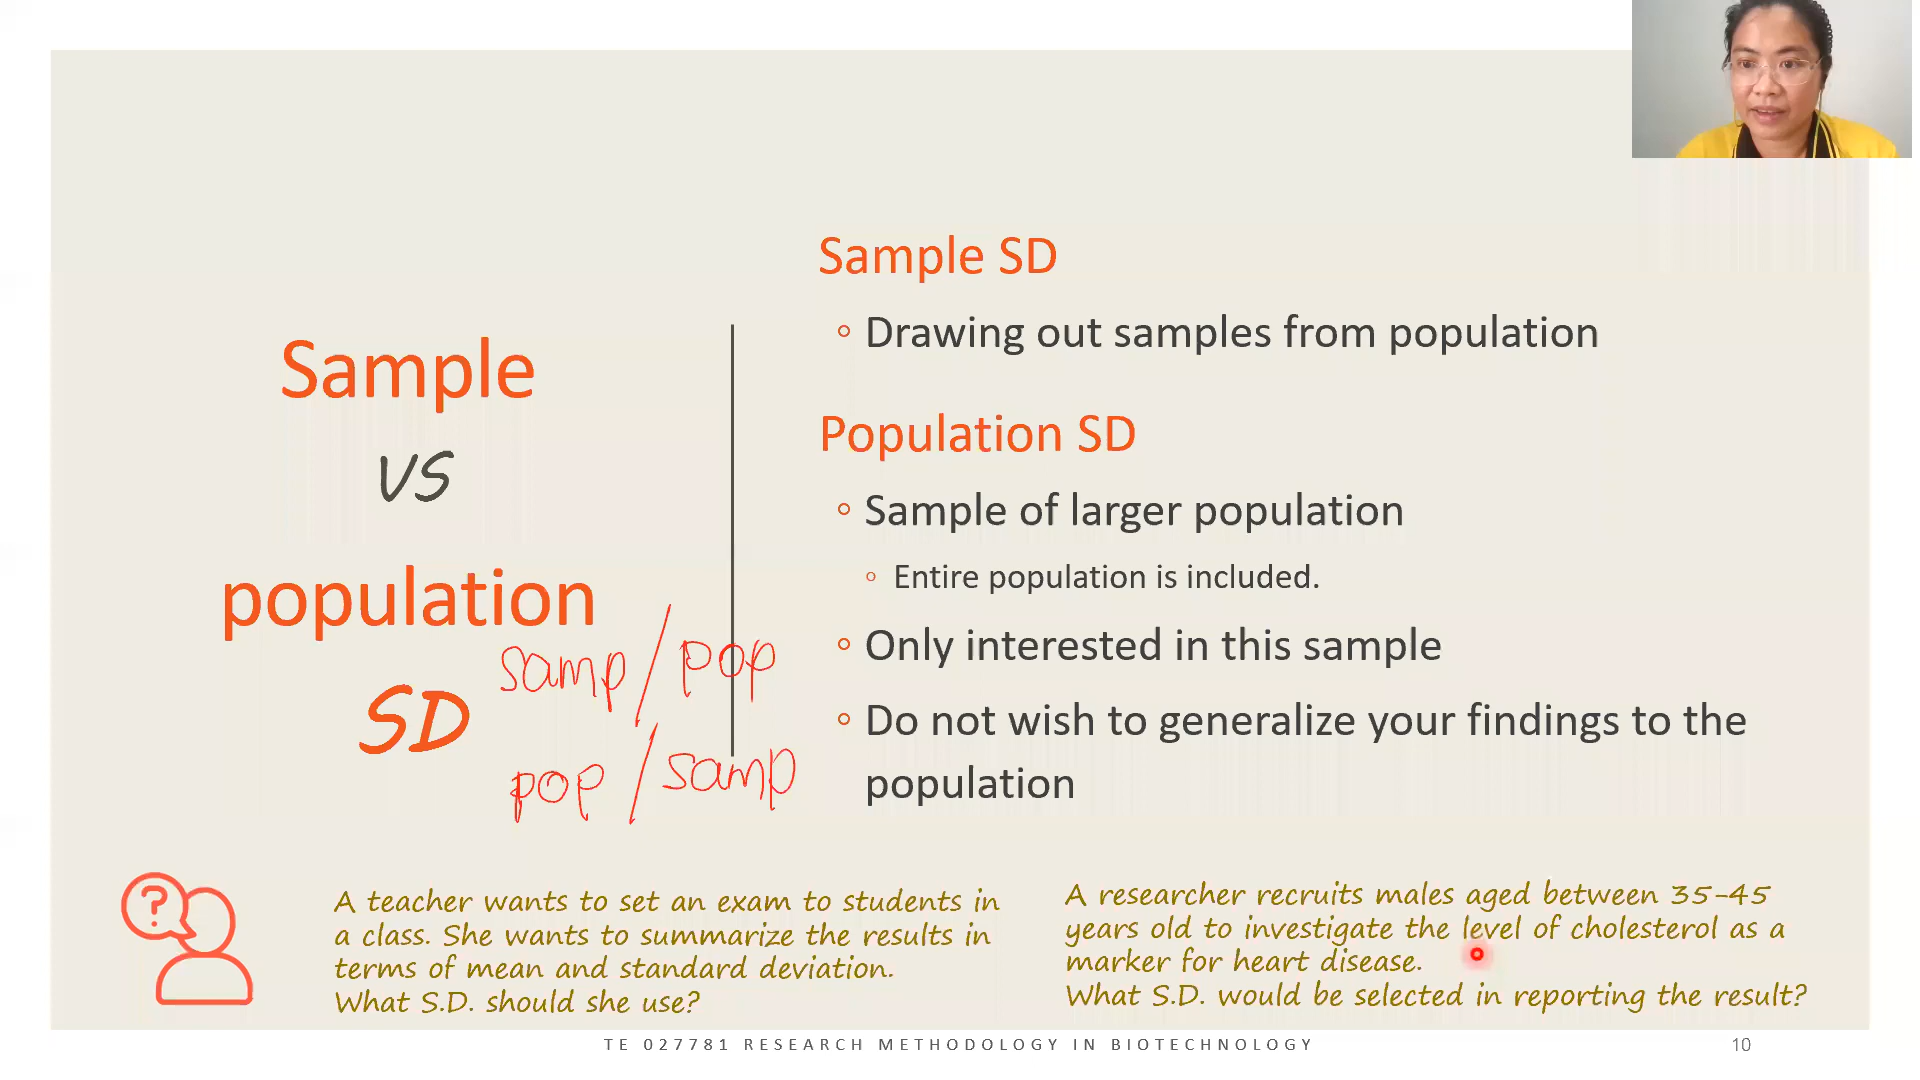 Sample
vs
population
SD
samp/pop
pop/samp
Sample SD
Drawing out samples from population
Population SD
Sample of larger population
Entire population is included.
Only interested in this sample
Do not wish to generalize your findings to the
population
?
A teacher wants to set an exam to students in
a class. She wants to summarize the results in
terms of mean and standard deviation.
What S.D. should she use?
A researcher recruits males aged between 35-45
years old to investigate the level of cholesterol as a
marker for heart disease.
What S.D. would be selected in reporting the result?
TE 027781 RESEARCH METHODOLOGY IN BIOTECHNOLOGY
10